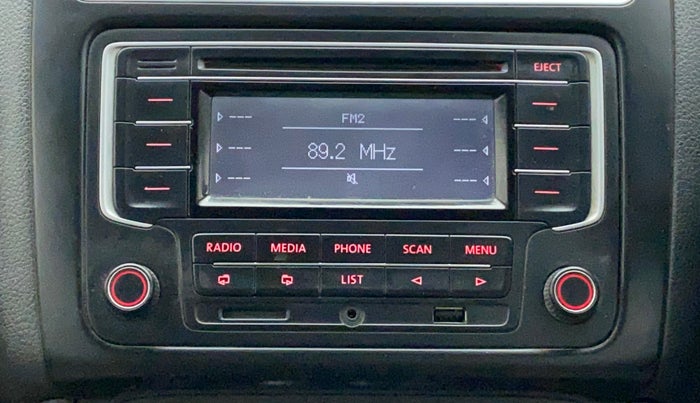 EJECT
--- FM2 ---
--- 89.2 MHz ---
--- ---
RADIO MEDIA PHONE SCAN MENU
LIST